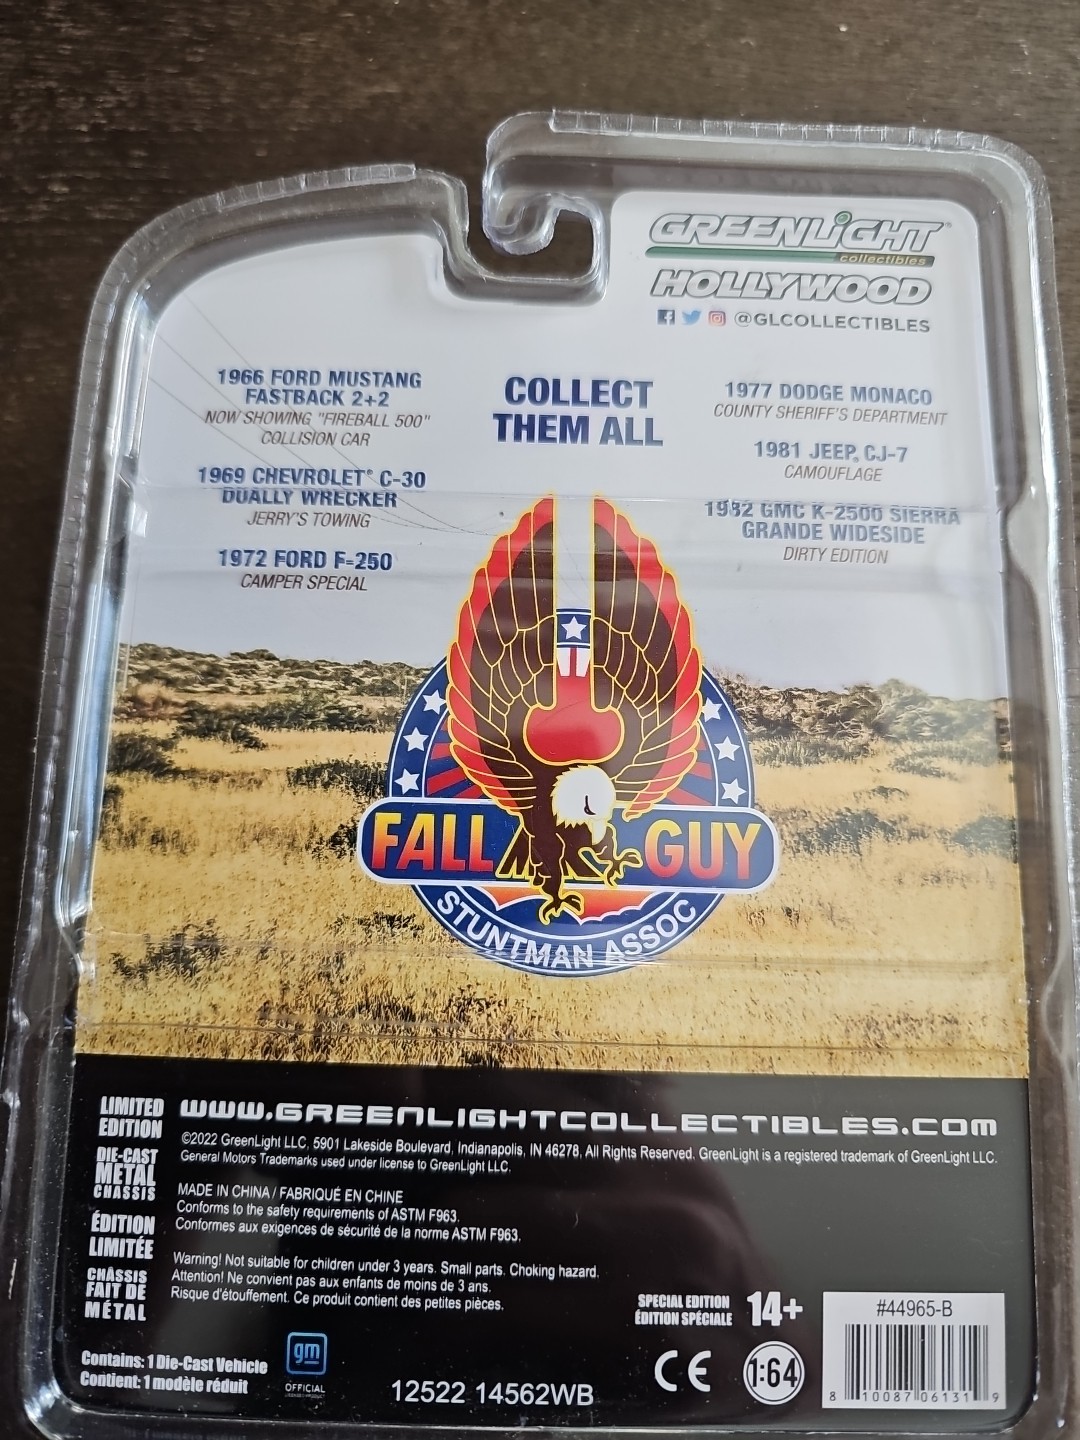 GREENLiGHT®
collectibles
HOLLYWOOD
@GLCOLLECTIBLES
COLLECT
THEM ALL
1966 FORD MUSTANG
FASTBACK 2+2
NOW SHOWING "FIREBALL 500"
COLLISION CAR
1969 CHEVROLET® C-30
DUALLY WRECKER
JERRY'S TOWING
1972 FORD F-250
CAMPER SPECIAL
1977 DODGE MONACO
COUNTY SHERIFF'S DEPARTMENT
1981 JEEP® CJ-7
CAMOUFLAGE
1982 GMC K-2500 SIERRA
GRANDE WIDESIDE
DIRTY EDITION
FALL GUY
STUNTMAN ASSOC
LIMITED
EDITION
DIE-CAST
METAL
CHASSIS
ÉDITION
LIMITÉE
CHÂSSIS
FAIT DE
MÉTAL
WWW.GREENLIGHTCOLLECTIBLES.COM
©2022 GreenLight LLC, 5901 Lakeside Boulevard, Indianapolis, IN 46278, All Rights Reserved. GreenLight is a registered trademark of GreenLight LLC.
General Motors Trademarks used under license to GreenLight LLC.
MADE IN CHINA / FABRIQUÉ EN CHINE
Conforms to the safety requirements of ASTM F963.
Conformes aux exigences de sécurité de la norme ASTM F963.
Warning! Not suitable for children under 3 years. Small parts. Choking hazard.
Attention! Ne convient pas aux enfants de moins de 3 ans.
Risque d'étouffement. Ce produit contient des petites pièces.
Contains: 1 Die-Cast Vehicle
Contient: 1 modèle réduit
gm
OFFICIAL
12522 14562WB
SPECIAL EDITION
ÉDITION SPÉCIALE
14+
CE
1:64
#44965-B
8 10087 06131 9